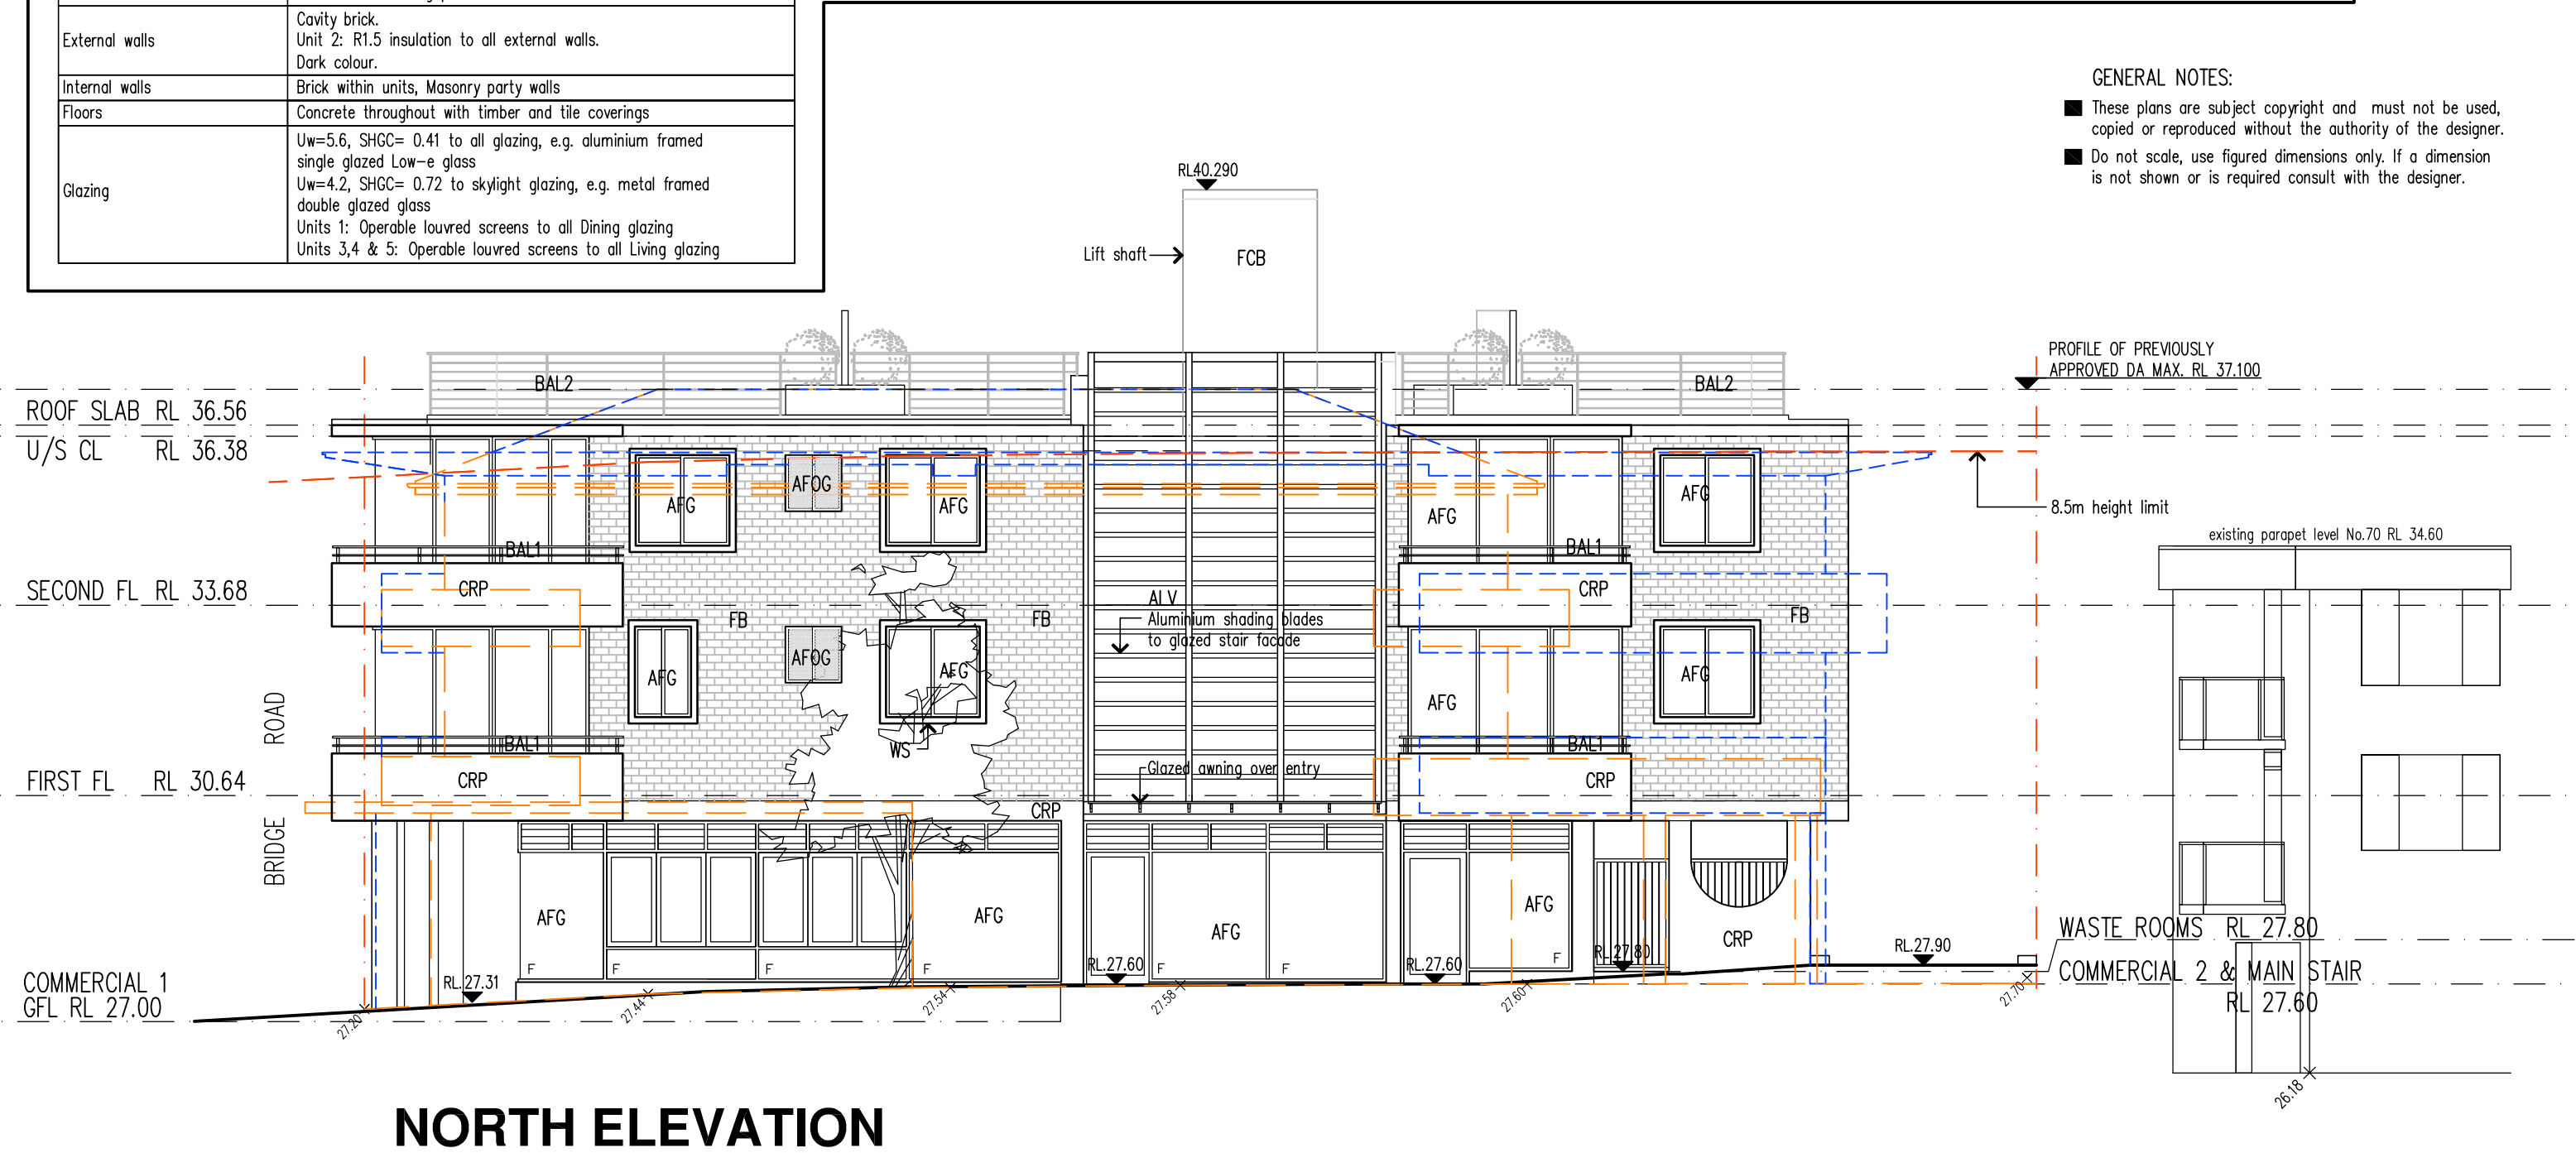 External walls
Cavity brick.
Unit 2: R1.5 insulation to all external walls.
Dark colour.
Internal walls
Brick within units, Masonry party walls
Floors
Concrete throughout with timber and tile coverings
Glazing
Uw=5.6, SHGC= 0.41 to all glazing, e.g. aluminium framed
single glazed Low-e glass
Uw=4.2, SHGC= 0.72 to skylight glazing, e.g. metal framed
double glazed glass
Units 1: Operable louvred screens to all Dining glazing
Units 3,4 & 5: Operable louvred screens to all Living glazing
GENERAL NOTES:
These plans are subject copyright and must not be used,
copied or reproduced without the authority of the designer.
Do not scale, use figured dimensions only. If a dimension
is not shown or is required consult with the designer.
RL40.290
Lift shaft
FCB
PROFILE OF PREVIOUSLY
APPROVED DA MAX. RL 37.100
BAL2
BAL2
ROOF SLAB RL 36.56
U/S CL RL 36.38
AFG
AFOG
AFG
AFG
AFG
8.5m height limit
existing parapet level No.70 RL 34.60
BAL1
BAL1
SECOND FL RL 33.68
CRP
CRP
FB
FB
FB
ALV
Aluminium shading blades
to glazed stair facade
AFG
AFOG
AFG
AFG
AFG
BRIDGE ROAD
WS
BAL1
BAL1
Glazed awning over entry
FIRST FL RL 30.64
CRP
CRP
CRP
AFG
AFG
AFG
AFG
CRP
F
F
F
F
F
F
F
RL.27.31
RL.27.60
RL.27.60
RL.27.80
RL.27.90
WASTE ROOMS RL 27.80
COMMERCIAL 2 & MAIN STAIR
RL 27.60
COMMERCIAL 1
GFL RL 27.00
27.20
27.44
27.54
27.58
27.60
27.70
26.18
NORTH ELEVATION